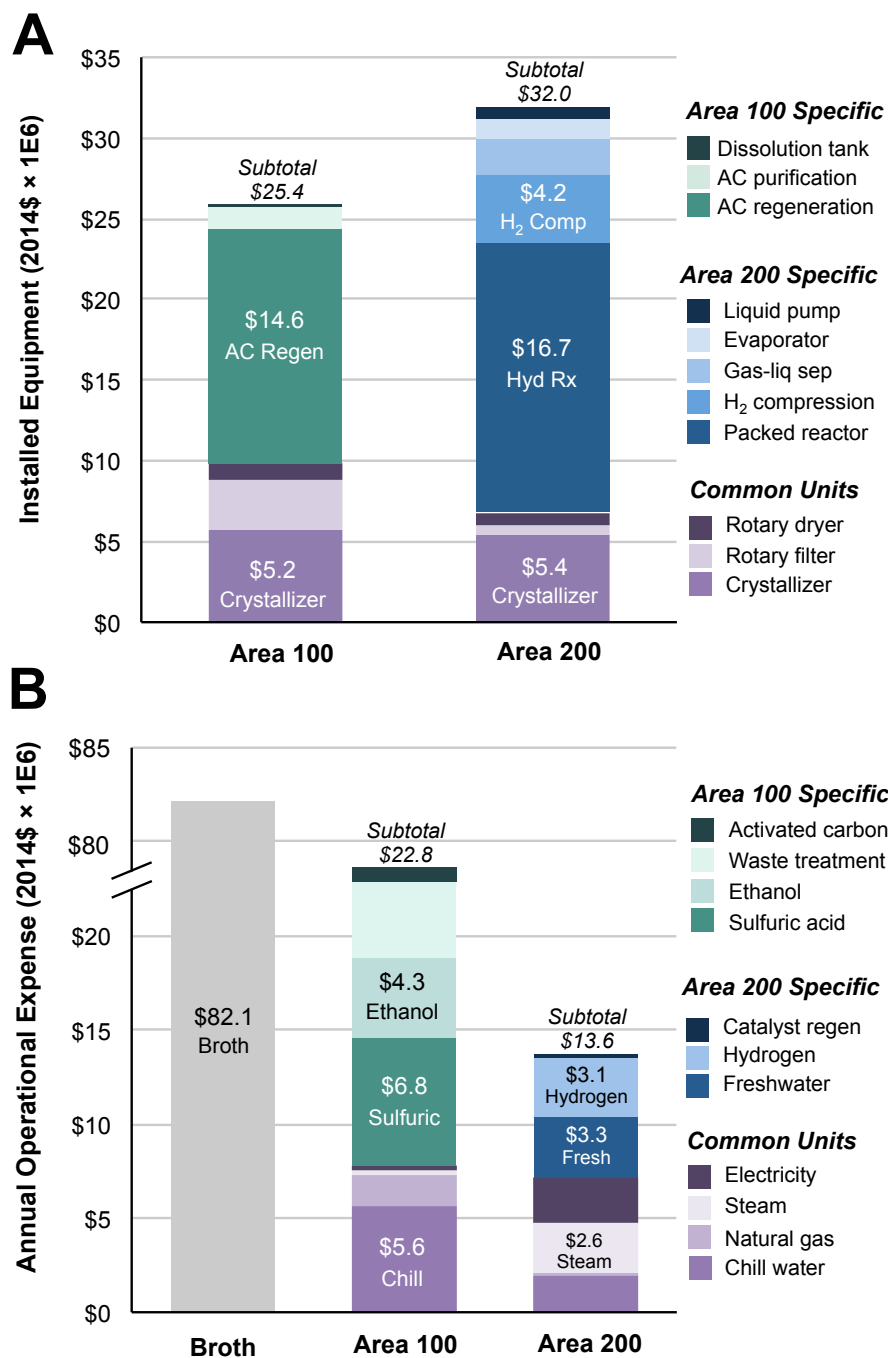 A
Installed Equipment (2014$ × 1E6)
$35
$30
$25
$20
$15
$10
$5
$0
Subtotal
$25.4
$14.6
AC Regen
$5.2
Crystallizer
Subtotal
$32.0
$4.2
H₂ Comp
$16.7
Hyd Rx
$5.4
Crystallizer
Area 100
Area 200
Area 100 Specific
Dissolution tank
AC purification
AC regeneration
Area 200 Specific
Liquid pump
Evaporator
Gas-liq sep
H₂ compression
Packed reactor
Common Units
Rotary dryer
Rotary filter
Crystallizer
B
Annual Operational Expense (2014$ × 1E6)
$85
$80
$20
$15
$10
$5
$0
$82.1
Broth
Subtotal
$22.8
$4.3
Ethanol
$6.8
Sulfuric
$5.6
Chill
Subtotal
$13.6
$3.1
Hydrogen
$3.3
Fresh
$2.6
Steam
Broth
Area 100
Area 200
Area 100 Specific
Activated carbon
Waste treatment
Ethanol
Sulfuric acid
Area 200 Specific
Catalyst regen
Hydrogen
Freshwater
Common Units
Electricity
Steam
Natural gas
Chill water